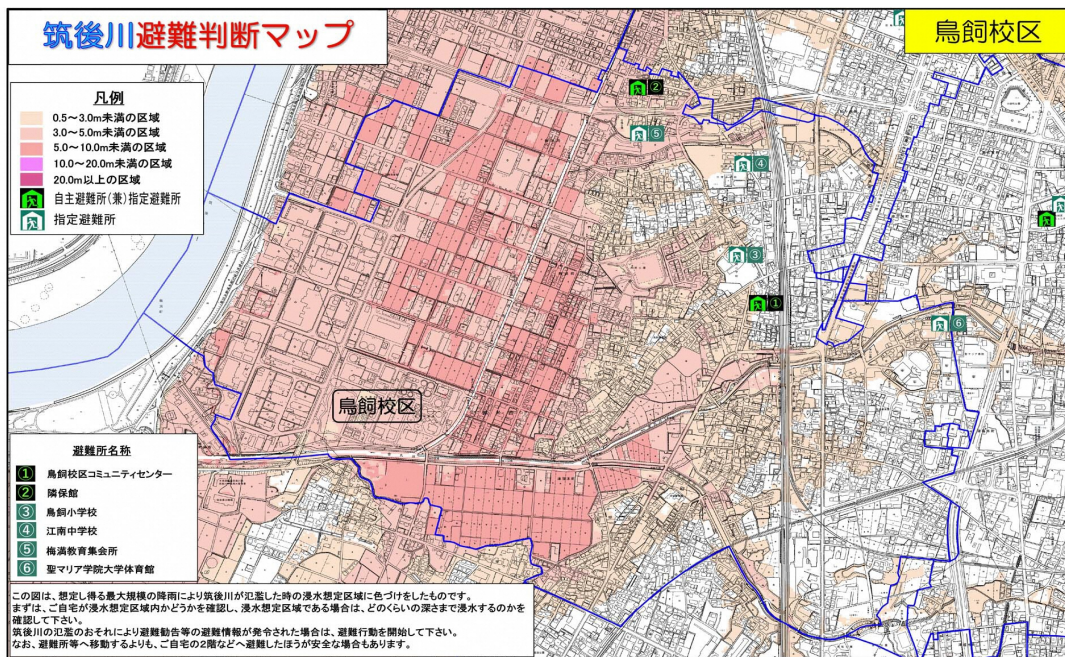 筑後川避難判断マップ
鳥飼校区
凡例
0.5～3.0m未満の区域
3.0～5.0m未満の区域
5.0～10.0m未満の区域
10.0～20.0m未満の区域
20.0m以上の区域
自主避難所(兼)指定避難所
指定避難所
②
⑤
④
③
①
⑥
鳥飼校区
避難所名称
① 鳥飼校区コミュニティセンター
② 隣保館
③ 鳥飼小学校
④ 江南中学校
⑤ 梅満教育集会所
⑥ 聖マリア学院大学体育館
この図は、想定し得る最大規模の降雨により筑後川が氾濫した時の浸水想定区域に色づけをしたものです。
まずは、ご自宅が浸水想定区域内かどうかを確認し、浸水想定区域である場合は、どのくらいの深さまで浸水するのかを
確認して下さい。
筑後川の氾濫のおそれにより避難勧告等の避難情報が発令された場合は、避難行動を開始して下さい。
なお、避難所等へ移動するよりも、ご自宅の2階などへ避難したほうが安全な場合もあります。